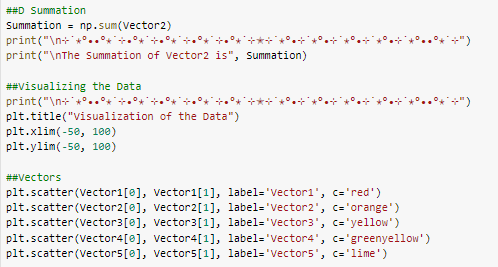 ##D Summation
Summation = np.sum(Vector2)
print("\n⊹˙⋆°••°⋆˙⊹•°⋆˙⊹•°⋆˙⊹•°⋆˙⊹•°⋆˙⊹⋆⊹˙⋆°•⊹˙⋆°•⊹˙⋆°•⊹˙⋆°••°⋆˙⊹")
print("\nThe Summation of Vector2 is", Summation)
##Visualizing the Data
print("\n⊹˙⋆°••°⋆˙⊹•°⋆˙⊹•°⋆˙⊹•°⋆˙⊹•°⋆˙⊹⋆⊹˙⋆°•⊹˙⋆°•⊹˙⋆°•⊹˙⋆°••°⋆˙⊹")
plt.title("Visualization of the Data")
plt.xlim(-50, 100)
plt.ylim(-50, 100)
##Vectors
plt.scatter(Vector1[0], Vector1[1], label='Vector1', c='red')
plt.scatter(Vector2[0], Vector2[1], label='Vector2', c='orange')
plt.scatter(Vector3[0], Vector3[1], label='Vector3', c='yellow')
plt.scatter(Vector4[0], Vector4[1], label='Vector4', c='greenyellow')
plt.scatter(Vector5[0], Vector5[1], label='Vector5', c='lime')